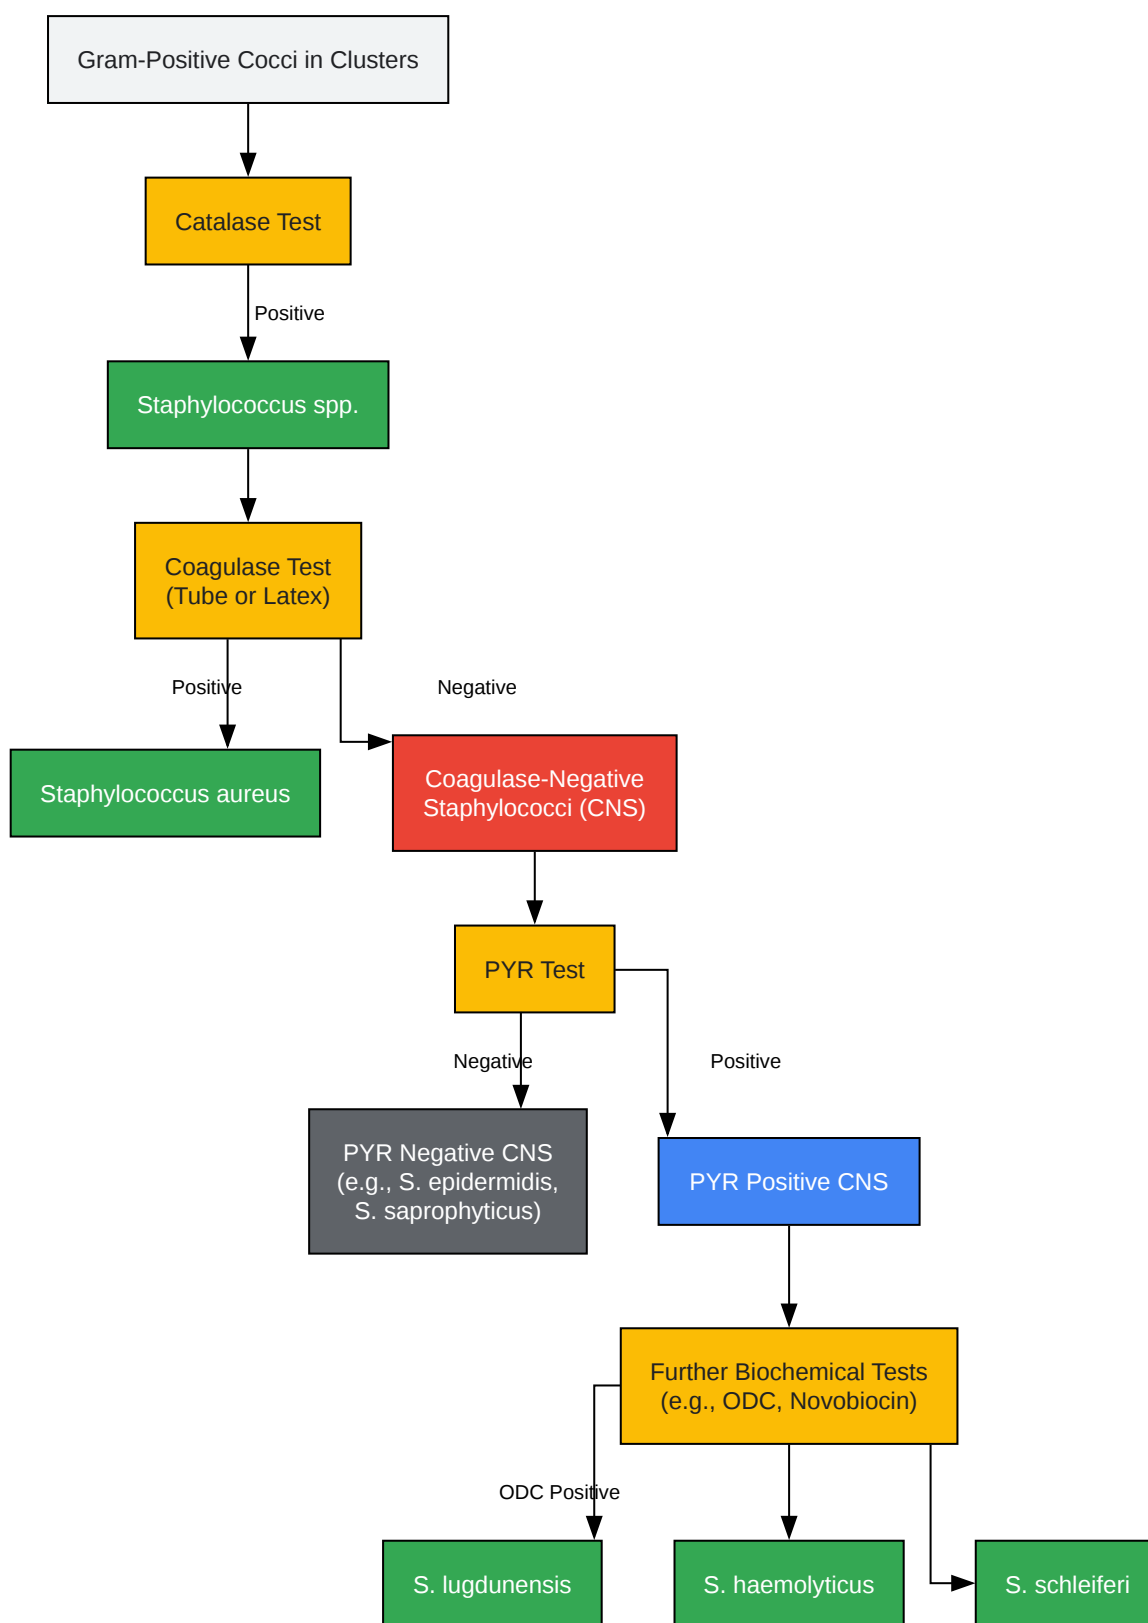 Gram-Positive Cocci in Clusters
Catalase Test
Positive
Staphylococcus spp.
Coagulase Test
(Tube or Latex)
Positive
Negative
Staphylococcus aureus
Coagulase-Negative
Staphylococci (CNS)
PYR Test
Negative
Positive
PYR Negative CNS
(e.g., S. epidermidis,
S. saprophyticus)
PYR Positive CNS
Further Biochemical Tests
(e.g., ODC, Novobiocin)
ODC Positive
S. lugdunensis
S. haemolyticus
S. schleiferi